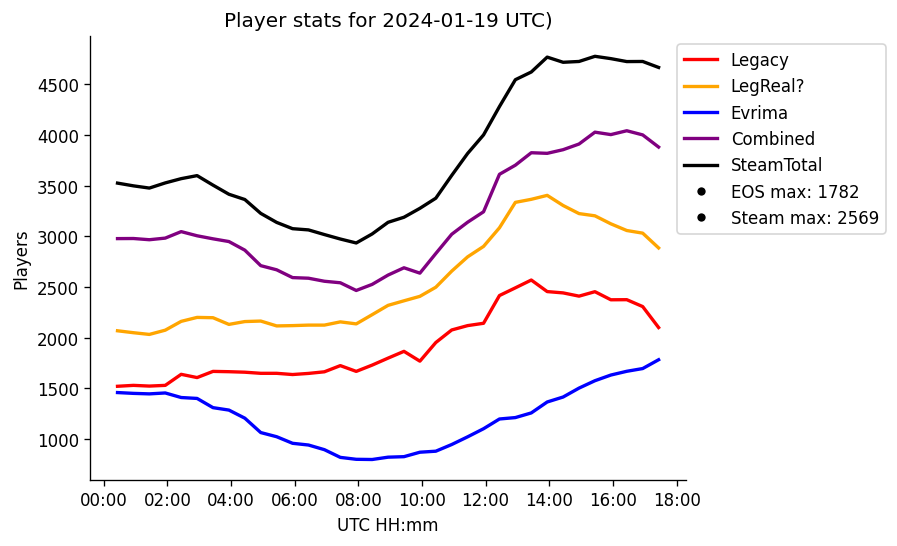 Player stats for 2024-01-19 UTC)
Legacy
LegReal?
Evrima
Combined
SteamTotal
EOS max: 1782
Steam max: 2569
4500
4000
3500
3000
2500
2000
1500
1000
Players
00:00 02:00 04:00 06:00 08:00 10:00 12:00 14:00 16:00 18:00
UTC HH:mm